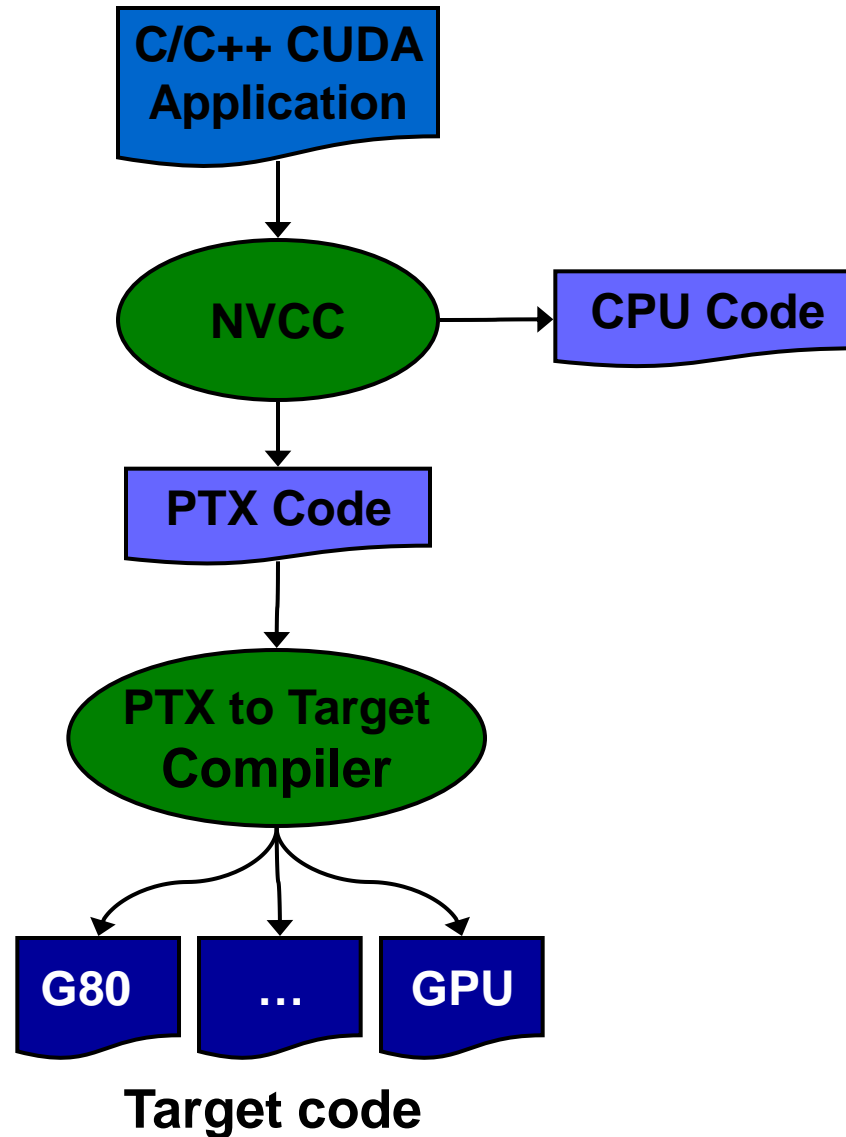 C/C++ CUDA
Application
NVCC
CPU Code
PTX Code
PTX to Target
Compiler
G80
...
GPU
Target code